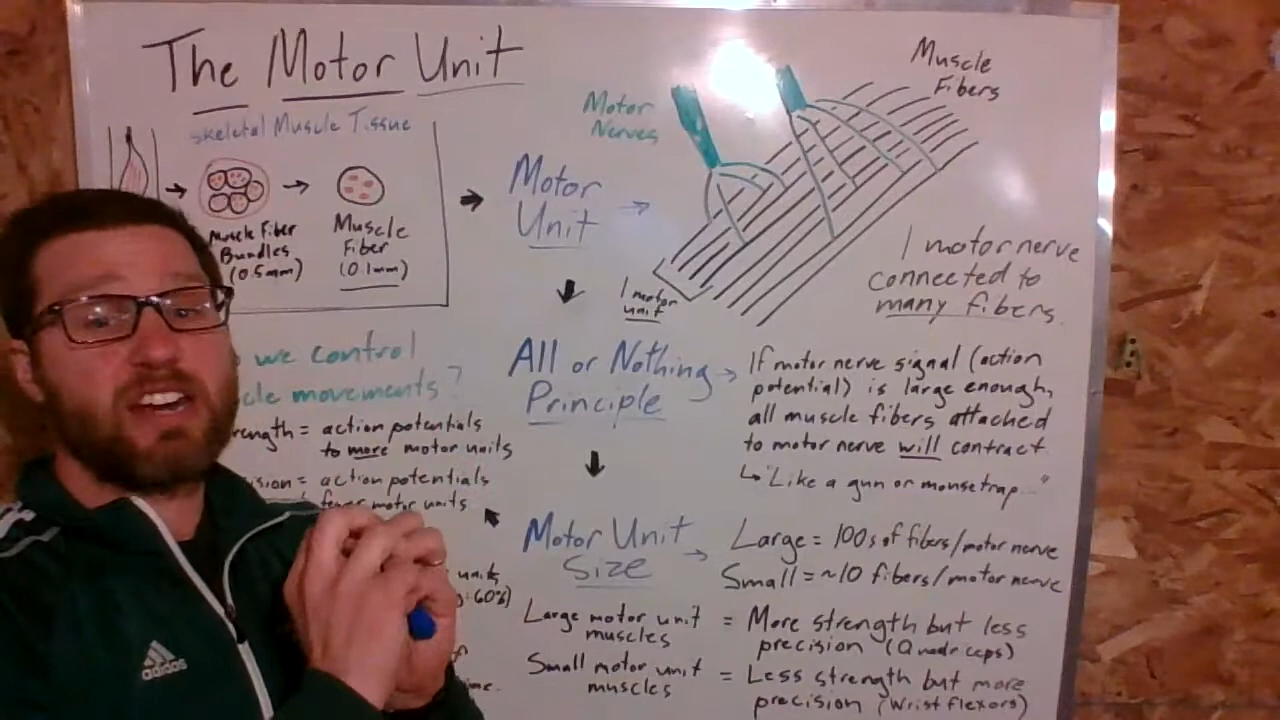 The Motor Unit
Skeletal Muscle Tissue
Muscle Fiber
Bundles
(0.5mm)
Muscle
Fiber
(0.1mm)
Motor
Unit
Motor
Nerves
Muscle
Fibers
1 motor
unit
1 motor nerve
connected to
many fibers.
we control
movements?
= action potentials
to more motor units
= action potentials
motor units
units
60%)
All or Nothing
Principle
If motor nerve signal (action
potential) is large enough,
all muscle fibers attached
to motor nerve will contract
"Like a gun or mousetrap..."
Motor Unit
Size
Large = 100s of fibers/motor nerve
Small = ~10 fibers/motor nerve
Large motor unit
muscles
= More strength but less
precision (Quadriceps)
Small motor unit
muscles
= Less strength but more
precision (Wrist flexors)
adidas